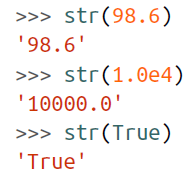 >>> str(98.6)
'98.6'
>>> str(1.0e4)
'10000.0'
>>> str(True)
'True'